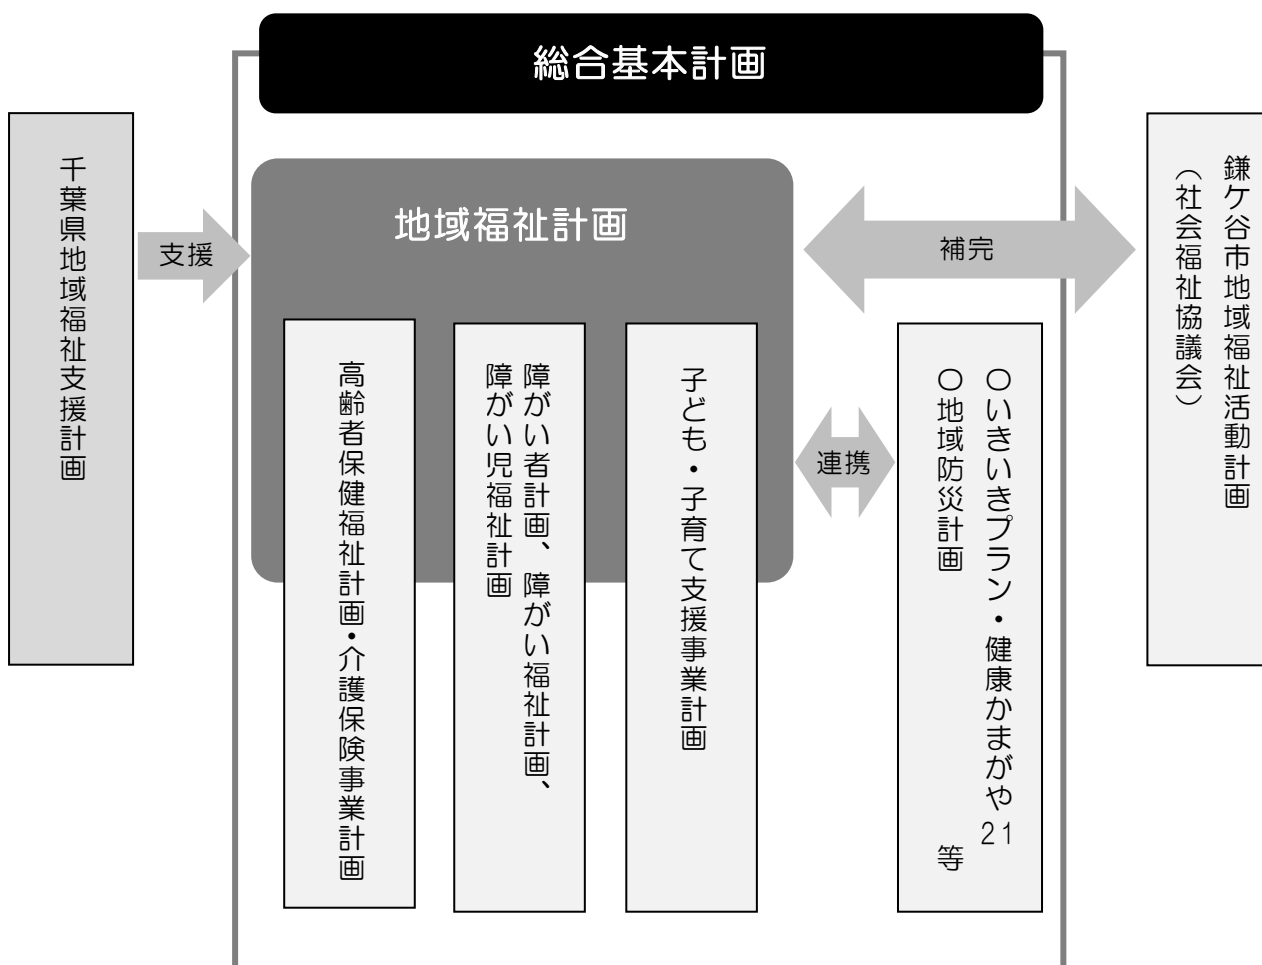 総合基本計画
千葉県地域福祉支援計画
支援
地域福祉計画
補完
鎌ケ谷市地域福祉活動計画
（社会福祉協議会）
高齢者保健福祉計画・介護保険事業計画
障がい者計画、障がい福祉計画、
障がい児福祉計画
子ども・子育て支援事業計画
連携
〇いきいきプラン・健康かまがや21
〇地域防災計画 等